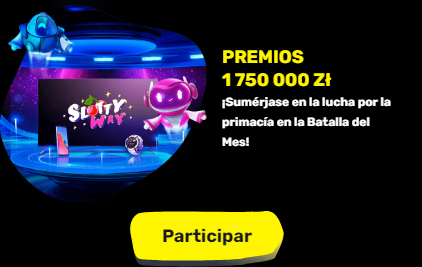 PREMIOS
1 750 000 Zł
¡Sumérjase en la lucha por la
primacía en la Batalla del
Mes!
SLOTTY
WAY
Participar